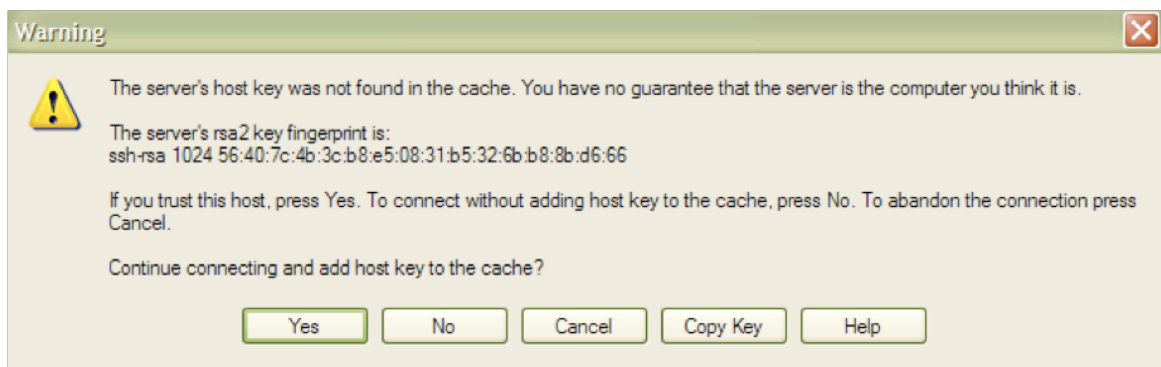 Warning
The server's host key was not found in the cache. You have no guarantee that the server is the computer you think it is.
The server's rsa2 key fingerprint is:
ssh-rsa 1024 56:40:7c:4b:3c:b8:e5:08:31:b5:32:6b:b8:8b:d6:66
If you trust this host, press Yes. To connect without adding host key to the cache, press No. To abandon the connection press
Cancel.
Continue connecting and add host key to the cache?
Yes No Cancel Copy Key Help